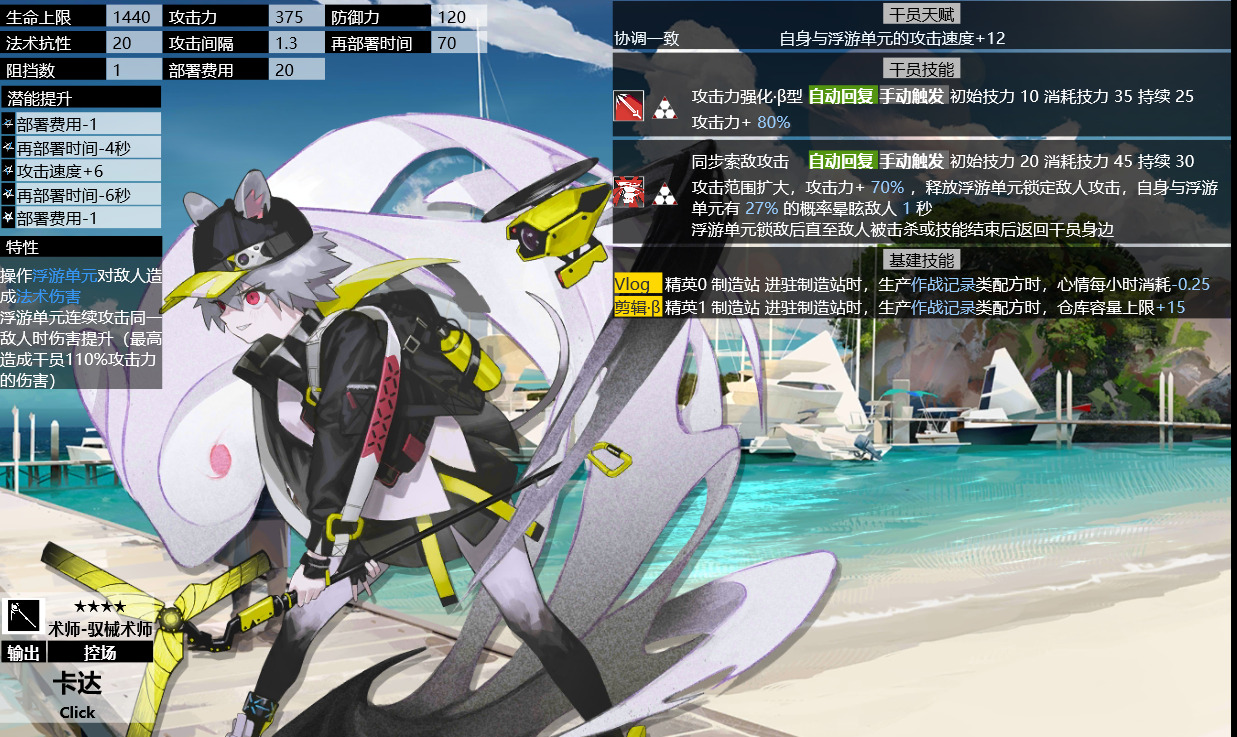 生命上限 1440 攻击力 375 防御力 120
法术抗性 20 攻击间隔 1.3 再部署时间 70
阻挡数 1 部署费用 20
潜能提升
部署费用-1
再部署时间-4秒
攻击速度+6
再部署时间-6秒
部署费用-1
特性
操作浮游单元对敌人造
成法术伤害
浮游单元连续攻击同一
敌人时伤害提升（最高
造成干员110%攻击力
的伤害）
★★★★
术师-驭械术师
输出 控场
卡达
Click
干员天赋
协调一致 自身与浮游单元的攻击速度+12
干员技能
攻击力强化·β型 自动回复 手动触发 初始技力 10 消耗技力 35 持续 25
攻击力+ 80%
同步索敌攻击 自动回复 手动触发 初始技力 20 消耗技力 45 持续 30
攻击范围扩大，攻击力+ 70% ，释放浮游单元锁定敌人攻击，自身与浮游
单元有 27% 的概率晕眩敌人 1 秒
浮游单元锁敌后直至敌人被击杀或技能结束后返回干员身边
基建技能
Vlog 精英0 制造站 进驻制造站时，生产作战记录类配方时，心情每小时消耗-0.25
剪辑·β 精英1 制造站 进驻制造站时，生产作战记录类配方时，仓库容量上限+15